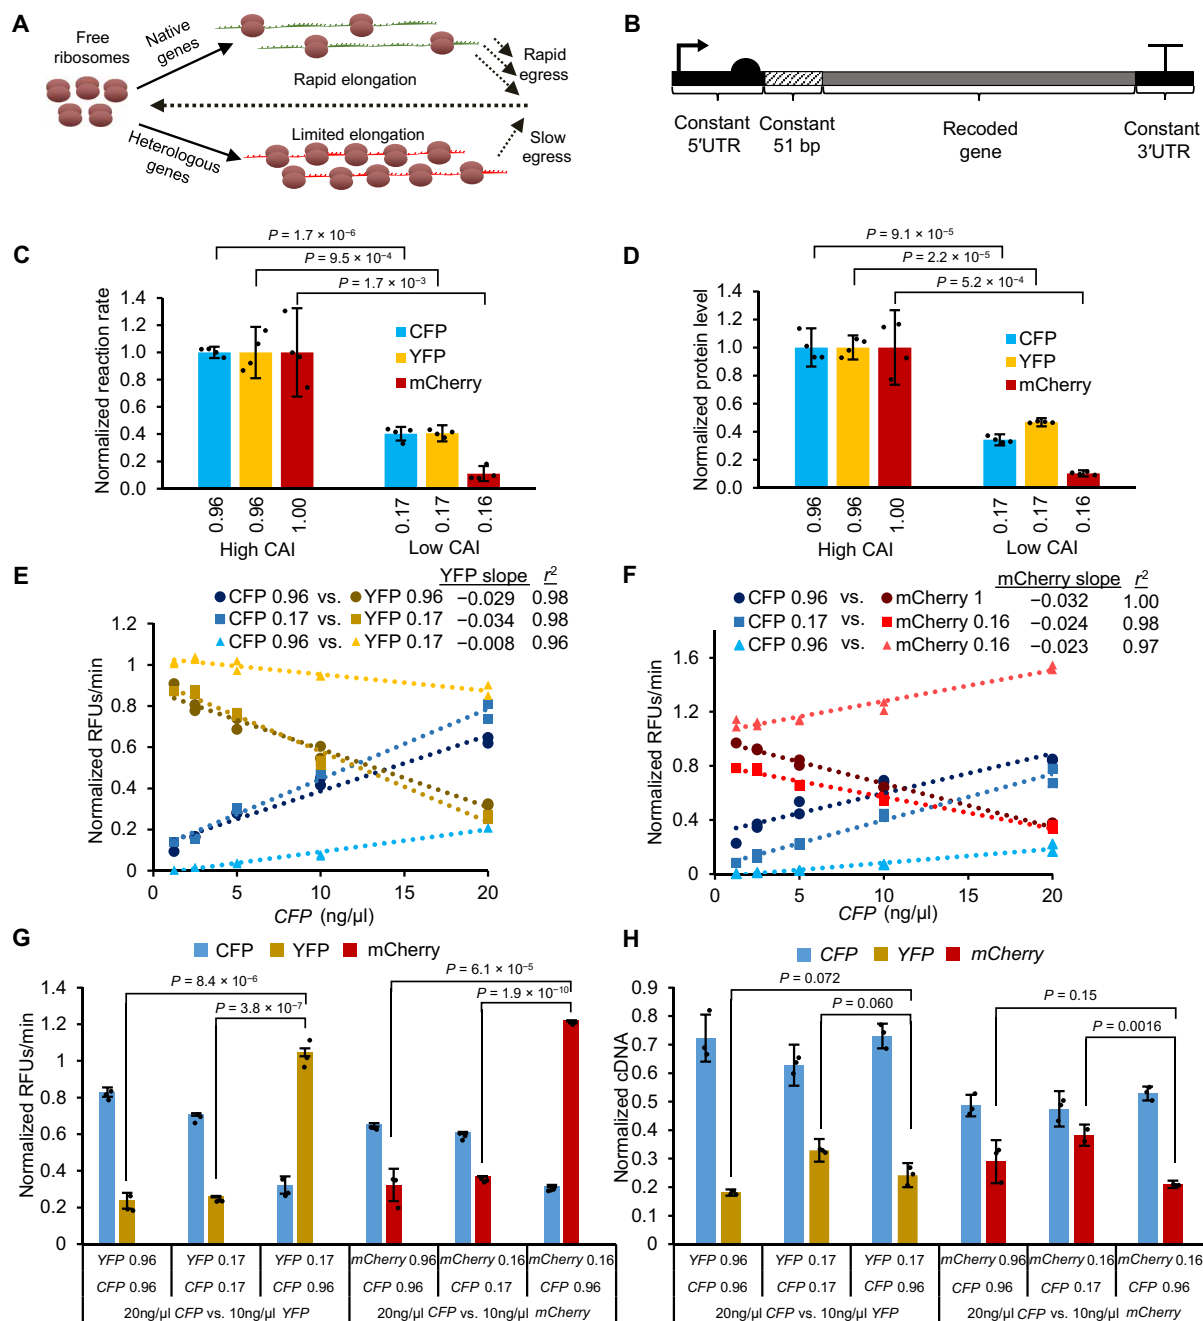 A
Free
ribosomes
Native
genes
Rapid elongation
Rapid
egress
Heterologous
genes
Limited elongation
Slow
egress
B
Constant
5′UTR
Constant
51 bp
Recoded
gene
Constant
3′UTR
C
P = 1.7 × 10⁻⁶
P = 9.5 × 10⁻⁴
P = 1.7 × 10⁻³
Normalized reaction rate
1.4
1.2
1.0
0.8
0.6
0.4
0.2
0.0
CFP
YFP
mCherry
0.96 0.96 1.00 0.17 0.17 0.16
High CAI Low CAI
D
P = 9.1 × 10⁻⁵
P = 2.2 × 10⁻⁵
P = 5.2 × 10⁻⁴
Normalized protein level
1.4
1.2
1.0
0.8
0.6
0.4
0.2
0.0
CFP
YFP
mCherry
0.96 0.96 1.00 0.17 0.17 0.16
High CAI Low CAI
E
YFP slope r²
CFP 0.96 vs. YFP 0.96 −0.029 0.98
CFP 0.17 vs. YFP 0.17 −0.034 0.98
CFP 0.96 vs. YFP 0.17 −0.008 0.96
Normalized RFUs/min
1.2
1
0.8
0.6
0.4
0.2
0
0 5 10 15 20
CFP (ng/μl)
F
mCherry slope r²
CFP 0.96 vs. mCherry 1 −0.032 1.00
CFP 0.17 vs. mCherry 0.16 −0.024 0.98
CFP 0.96 vs. mCherry 0.16 −0.023 0.97
Normalized RFUs/min
1.6
1.2
0.8
0.4
0
0 5 10 15 20
CFP (ng/μl)
G
CFP YFP mCherry
P = 8.4 × 10⁻⁶
P = 3.8 × 10⁻⁷
P = 6.1 × 10⁻⁵
P = 1.9 × 10⁻¹⁰
Normalized RFUs/min
1.4
1.2
1
0.8
0.6
0.4
0.2
0
YFP 0.96 YFP 0.17 YFP 0.17 mCherry 0.96 mCherry 0.16 mCherry 0.16
CFP 0.96 CFP 0.17 CFP 0.96 CFP 0.96 CFP 0.17 CFP 0.96
20ng/μl CFP vs. 10ng/μl YFP 20ng/μl CFP vs. 10ng/μl mCherry
H
CFP YFP mCherry
P = 0.072
P = 0.060
P = 0.15
P = 0.0016
Normalized cDNA
0.9
0.8
0.7
0.6
0.5
0.4
0.3
0.2
0.1
0
YFP 0.96 YFP 0.17 YFP 0.17 mCherry 0.96 mCherry 0.16 mCherry 0.16
CFP 0.96 CFP 0.17 CFP 0.96 CFP 0.96 CFP 0.17 CFP 0.96
20ng/μl CFP vs. 10ng/μl YFP 20ng/μl CFP vs. 10ng/μl mCherry